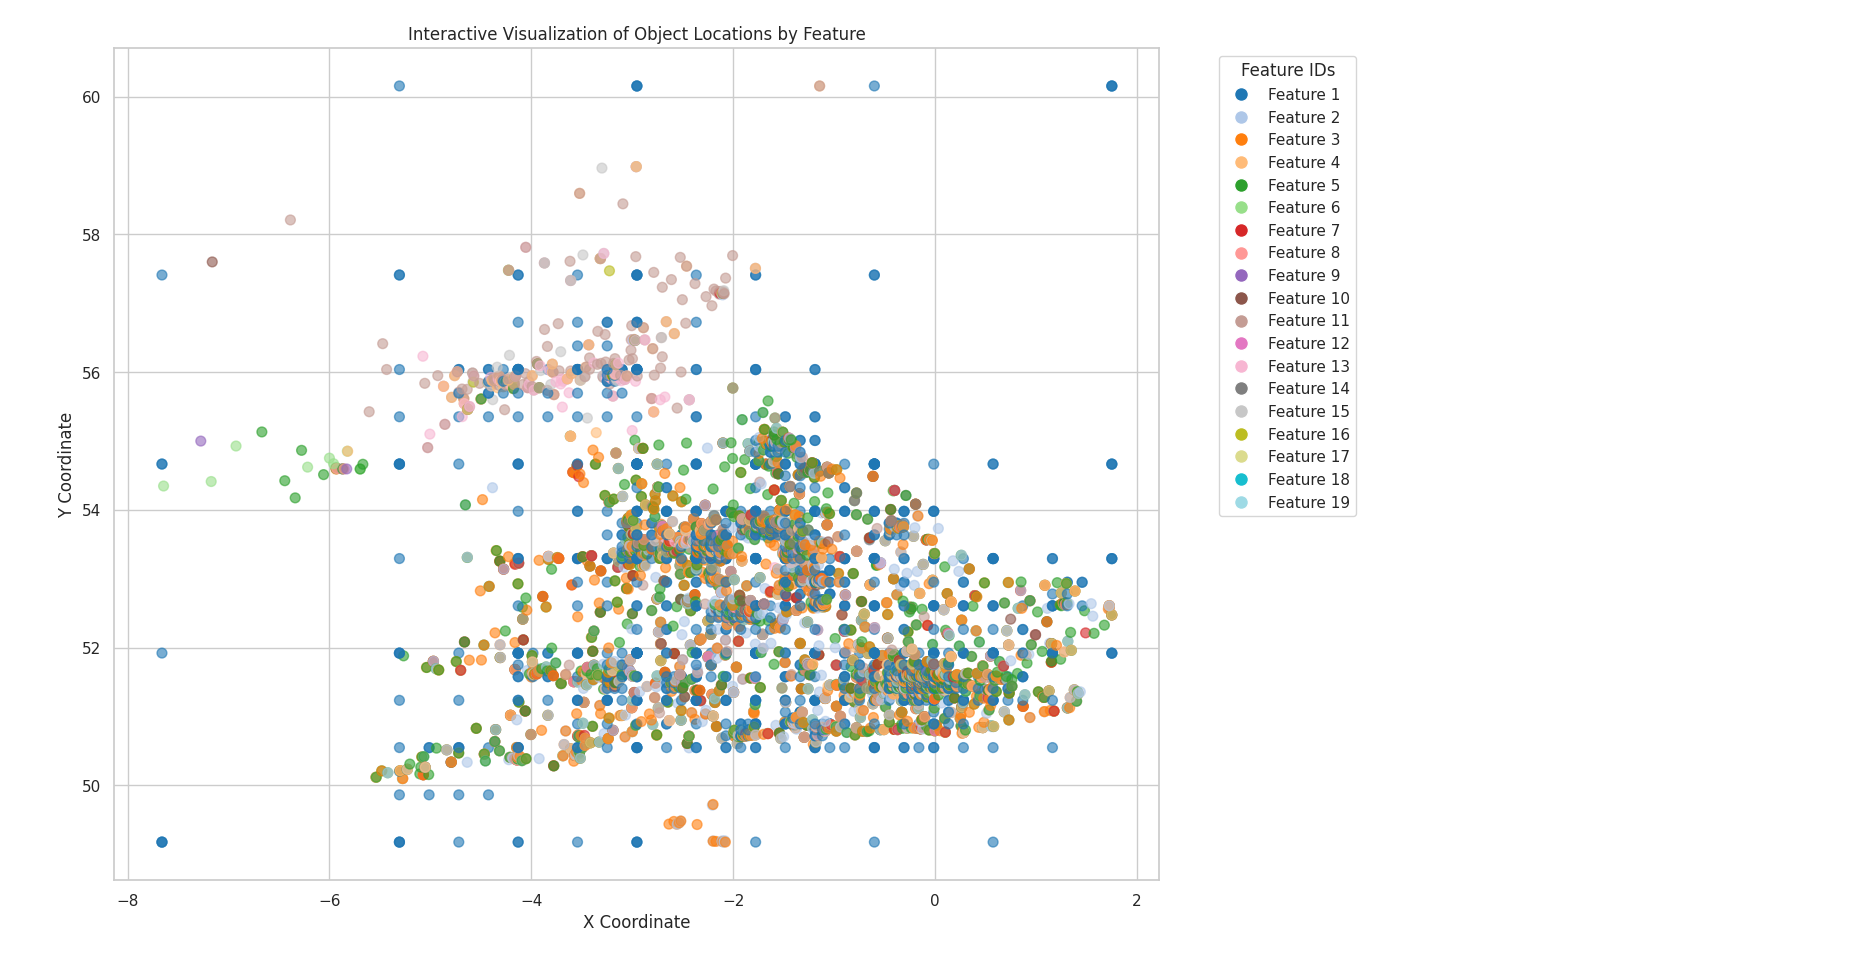 Interactive Visualization of Object Locations by Feature
60
58
56
54
52
50
Y Coordinate
−8
−6
−4
−2
0
2
X Coordinate
Feature IDs
Feature 1
Feature 2
Feature 3
Feature 4
Feature 5
Feature 6
Feature 7
Feature 8
Feature 9
Feature 10
Feature 11
Feature 12
Feature 13
Feature 14
Feature 15
Feature 16
Feature 17
Feature 18
Feature 19